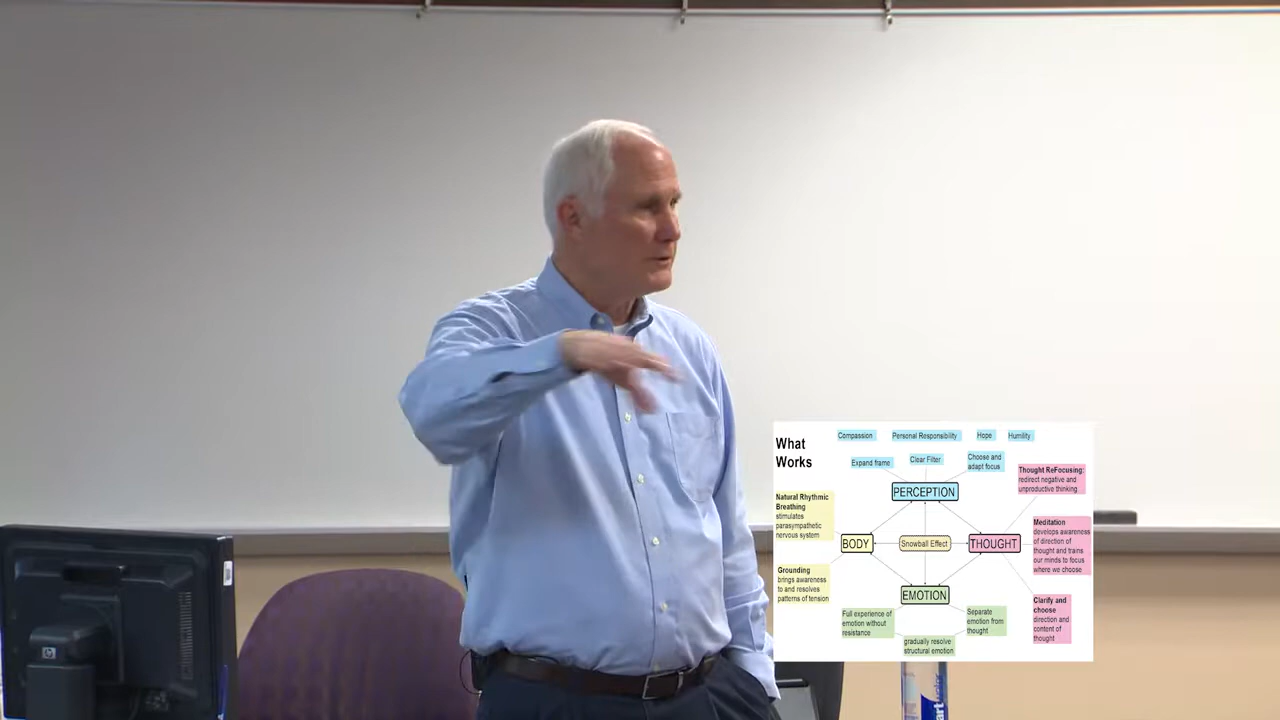 What
Works
Compassion
Personal Responsibility
Hope
Humility
Expand frame
Clear Filter
Choose and
adapt focus
PERCEPTION
Thought ReFocusing:
redirect negative and
unproductive thinking
Natural Rhythmic
Breathing
stimulates
parasympathetic
nervous system
BODY
Snowball Effect
THOUGHT
Meditation
develops awareness
of direction of
thought and trains
our minds to focus
where we choose
Grounding
brings awareness
to and resolves
patterns of tension
EMOTION
Full experience of
emotion without
resistance
Separate
emotion from
thought
gradually resolve
structural emotion
Clarify and
choose
direction and
content of
thought
hp